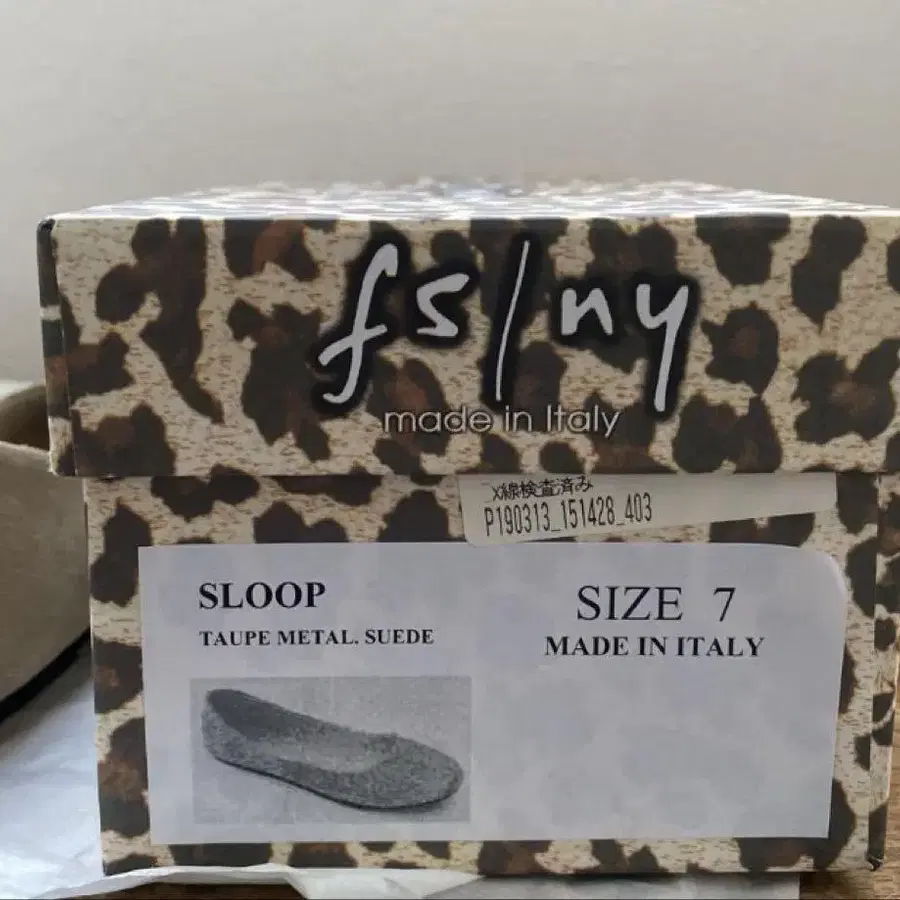 fs/ny
made in Italy
X線検査済み
P190313_151428_403
SLOOP
TAUPE METAL. SUEDE
SIZE 7
MADE IN ITALY